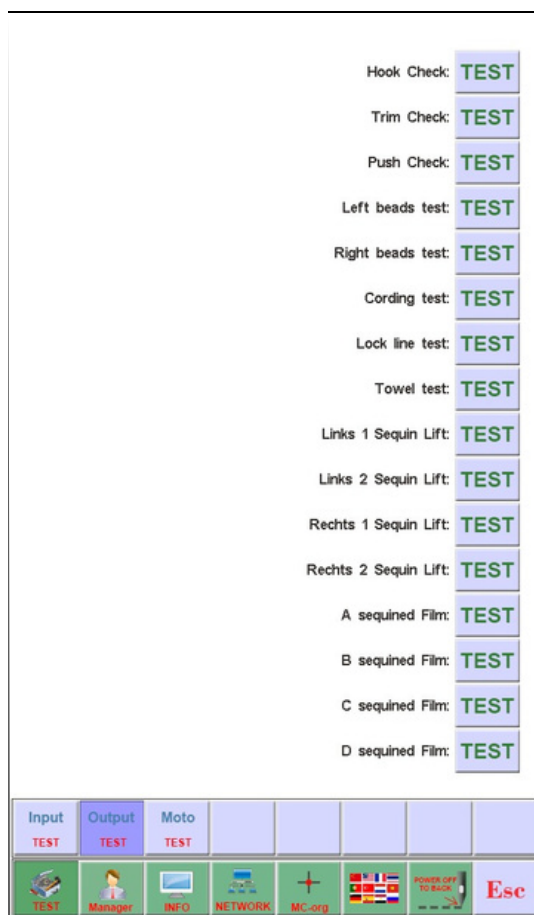 Hook Check: TEST
Trim Check: TEST
Push Check: TEST
Left beads test: TEST
Right beads test: TEST
Cording test: TEST
Lock line test: TEST
Towel test: TEST
Links 1 Sequin Lift: TEST
Links 2 Sequin Lift: TEST
Rechts 1 Sequin Lift: TEST
Rechts 2 Sequin Lift: TEST
A sequined Film: TEST
B sequined Film: TEST
C sequined Film: TEST
D sequined Film: TEST
Input Output Moto
TEST TEST TEST
POWER OFF
TO BACK
TEST Manager INFO NETWORK MC-org Esc